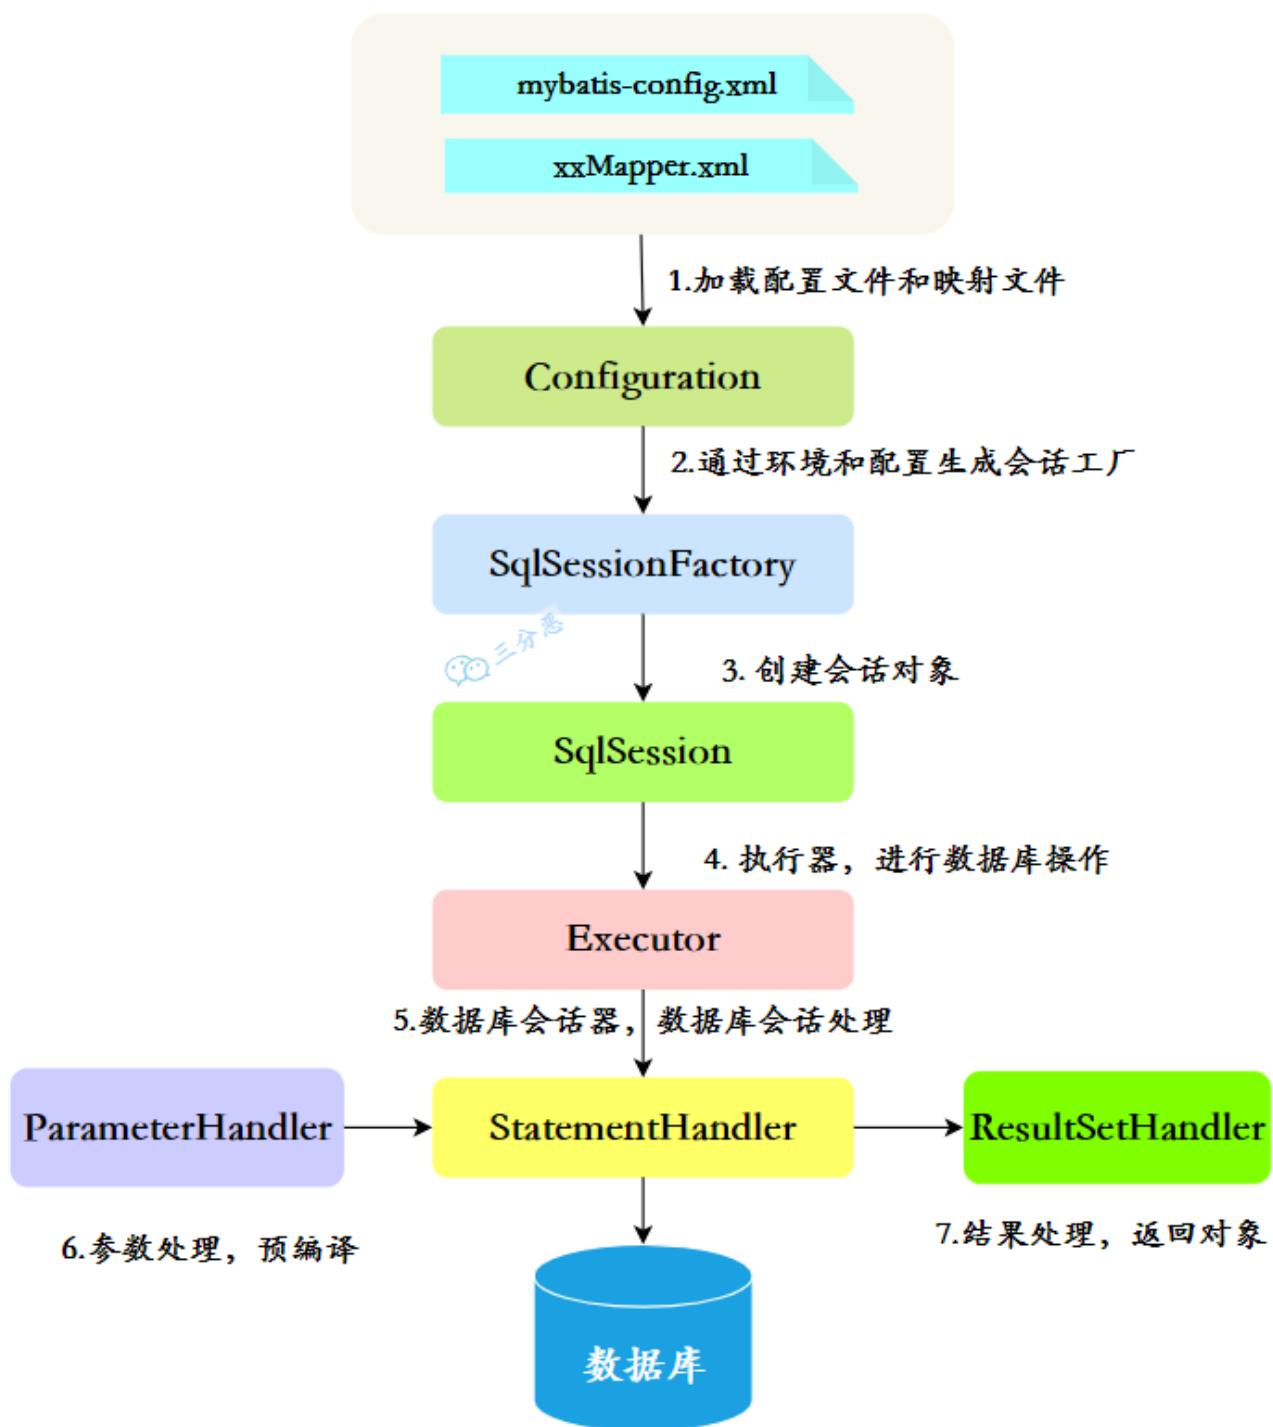 mybatis-config.xml
xxMapper.xml
1.加载配置文件和映射文件
Configuration
2.通过环境和配置生成会话工厂
SqlSessionFactory
三分恶
3. 创建会话对象
SqlSession
4. 执行器，进行数据库操作
Executor
5.数据库会话器，数据库会话处理
ParameterHandler
StatementHandler
ResultSetHandler
6.参数处理，预编译
7.结果处理，返回对象
数据库